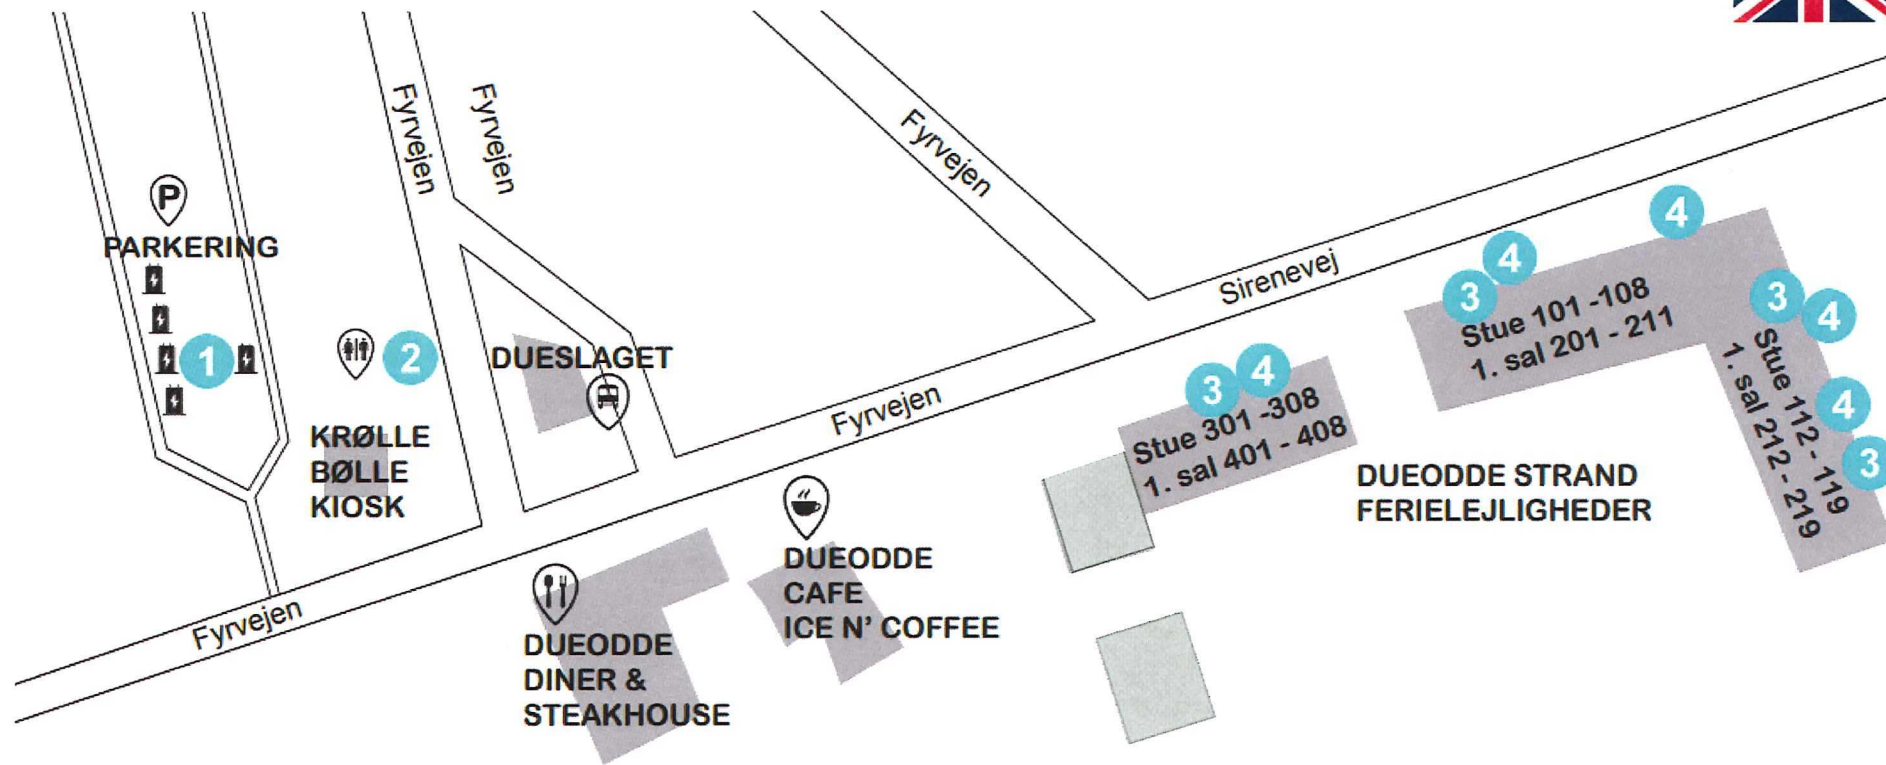 Fyrvejen
Fyrvejen
Fyrvejen
P
PARKERING
1
2
KRØLLE
BØLLE
KIOSK
DUESLAGET
Sirenevej
Fyrvejen
Fyrvejen
DUEODDE
DINER &
STEAKHOUSE
DUEODDE
CAFE
ICE N' COFFEE
3
4
Stue 301 -308
1. sal 401 - 408
3
4
4
Stue 101 -108
1. sal 201 - 211
3
4
4
3
Stue 112 - 119
1. sal 212 - 219
DUEODDE STRAND
FERIELEJLIGHEDER